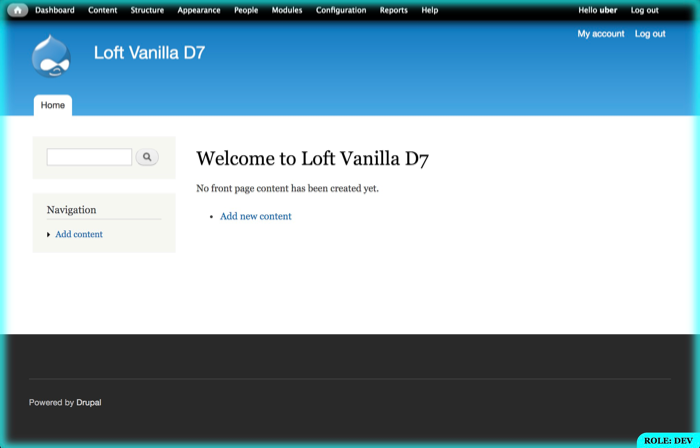 Dashboard Content Structure Appearance People Modules Configuration Reports Help Hello uber Log out
My account Log out
Loft Vanilla D7
Home
Welcome to Loft Vanilla D7
No front page content has been created yet.
Add new content
Navigation
Add content
Powered by Drupal
ROLE: DEV